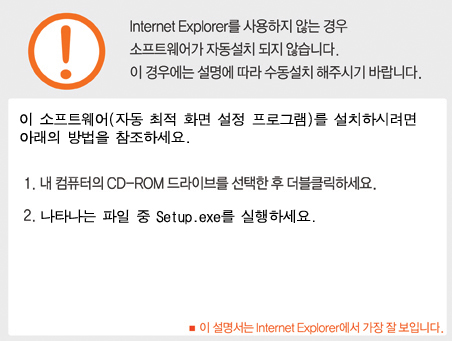 Internet Explorer를 사용하지 않는 경우
소프트웨어가 자동설치 되지 않습니다.
이 경우에는 설명에 따라 수동설치 해주시기 바랍니다.
이 소프트웨어(자동 최적 화면 설정 프로그램)를 설치하시려면
아래의 방법을 참조하세요.
1. 내 컴퓨터의 CD-ROM 드라이브를 선택한 후 더블클릭하세요.
2. 나타나는 파일 중 Setup.exe를 실행하세요.
■ 이 설명서는 Internet Explorer에서 가장 잘 보입니다.